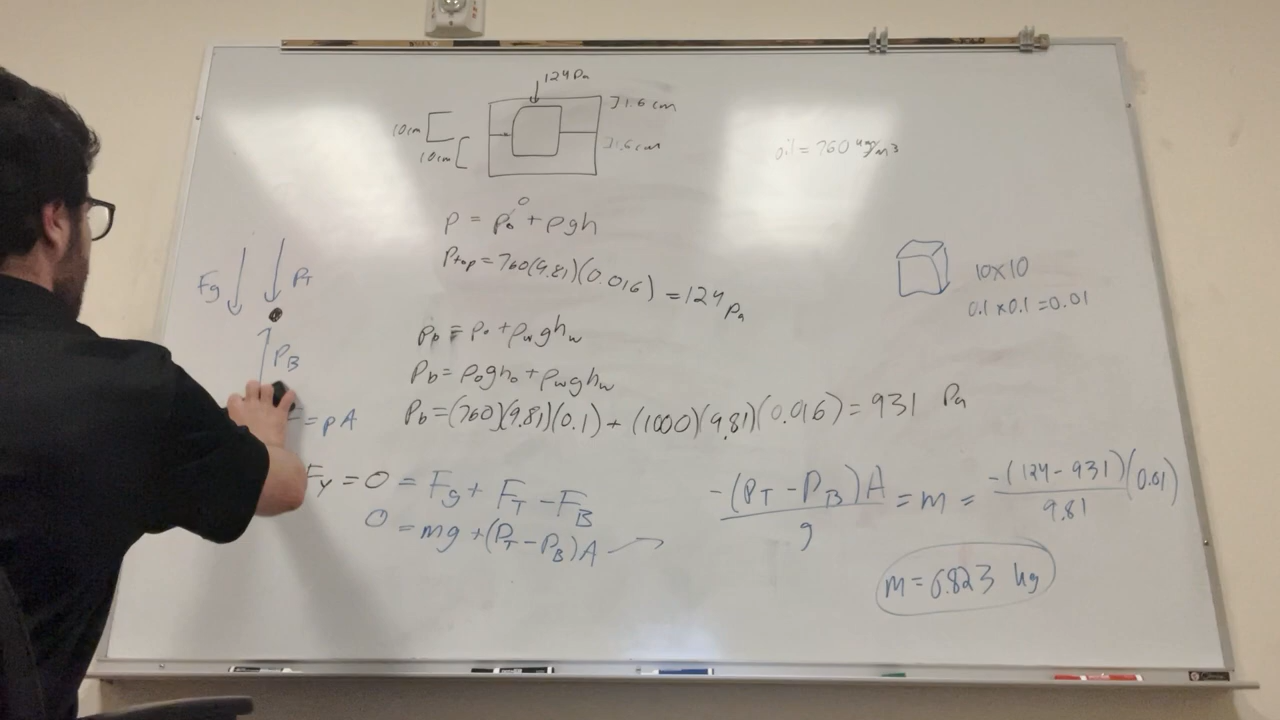 124 Pa
10cm
10cm
1.6 cm
1.6 cm
oil = 760 kg/m³
P = P₀ 0 + ρgh
Ptop = 760(9.81)(0.016) = 124 Pa
Pb = P₀ + ρwghw
Pb = ρogho + ρwghw
Pb = (760)(9.81)(0.1) + (1000)(9.81)(0.016) = 931 Pa
10x10
0.1 x 0.1 = 0.01
Fg
PT
PB
= pA
Fy = 0 = Fg + FT - FB
0 = mg + (PT - PB)A
-(PT - PB)A / g = m = -(124 - 931)(0.01) / 9.81
m = 0.823 kg